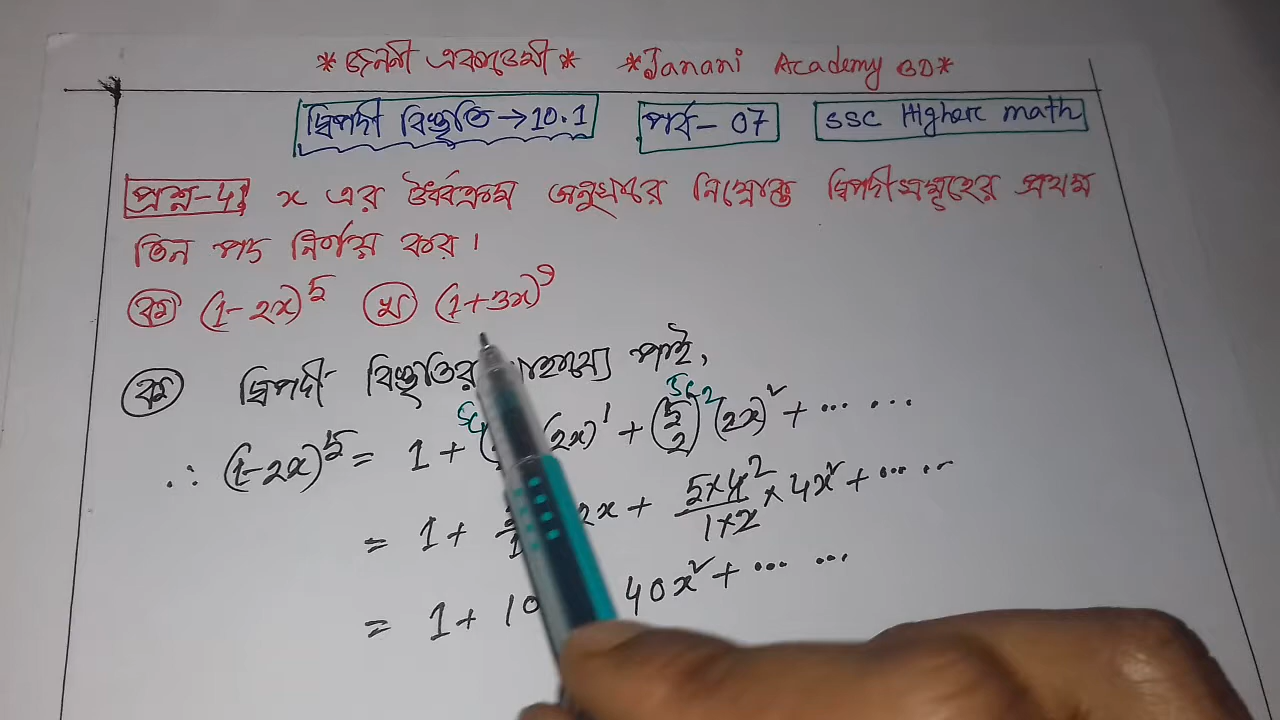 *জননী একাডেমী* *Janani Academy BD*
দ্বিপদী বিস্তৃতি→10.1 পর্ব-07 SSC Higher math
প্রশ্ন-4। x এর ঊর্ধ্বক্রম অনুসারে নিম্নোক্ত দ্বিপদীসমূহের প্রথম
তিন পদ নির্ণয় কর।
ক (1-2x)^5 খ (1+3x)^9
ক দ্বিপদী বিস্তৃতির সাহায্যে পাই,
∴ (1-2x)^5 = 1 + (2x)^1 + (5 2) (2x)^2 + ... ...
= 1 + 2x + 5×4^2/1×2 × 4x^2 + ... ...
= 1 + 10 40x^2 + ... ...